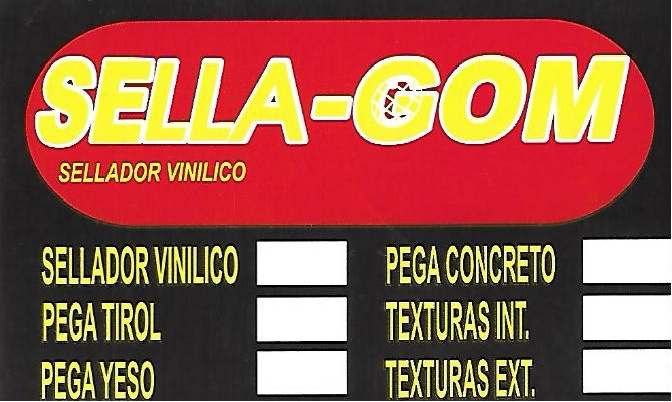 SELLA-GOM
SELLADOR VINILICO
SELLADOR VINILICO
PEGA TIROL
PEGA YESO
PEGA CONCRETO
TEXTURAS INT.
TEXTURAS EXT.